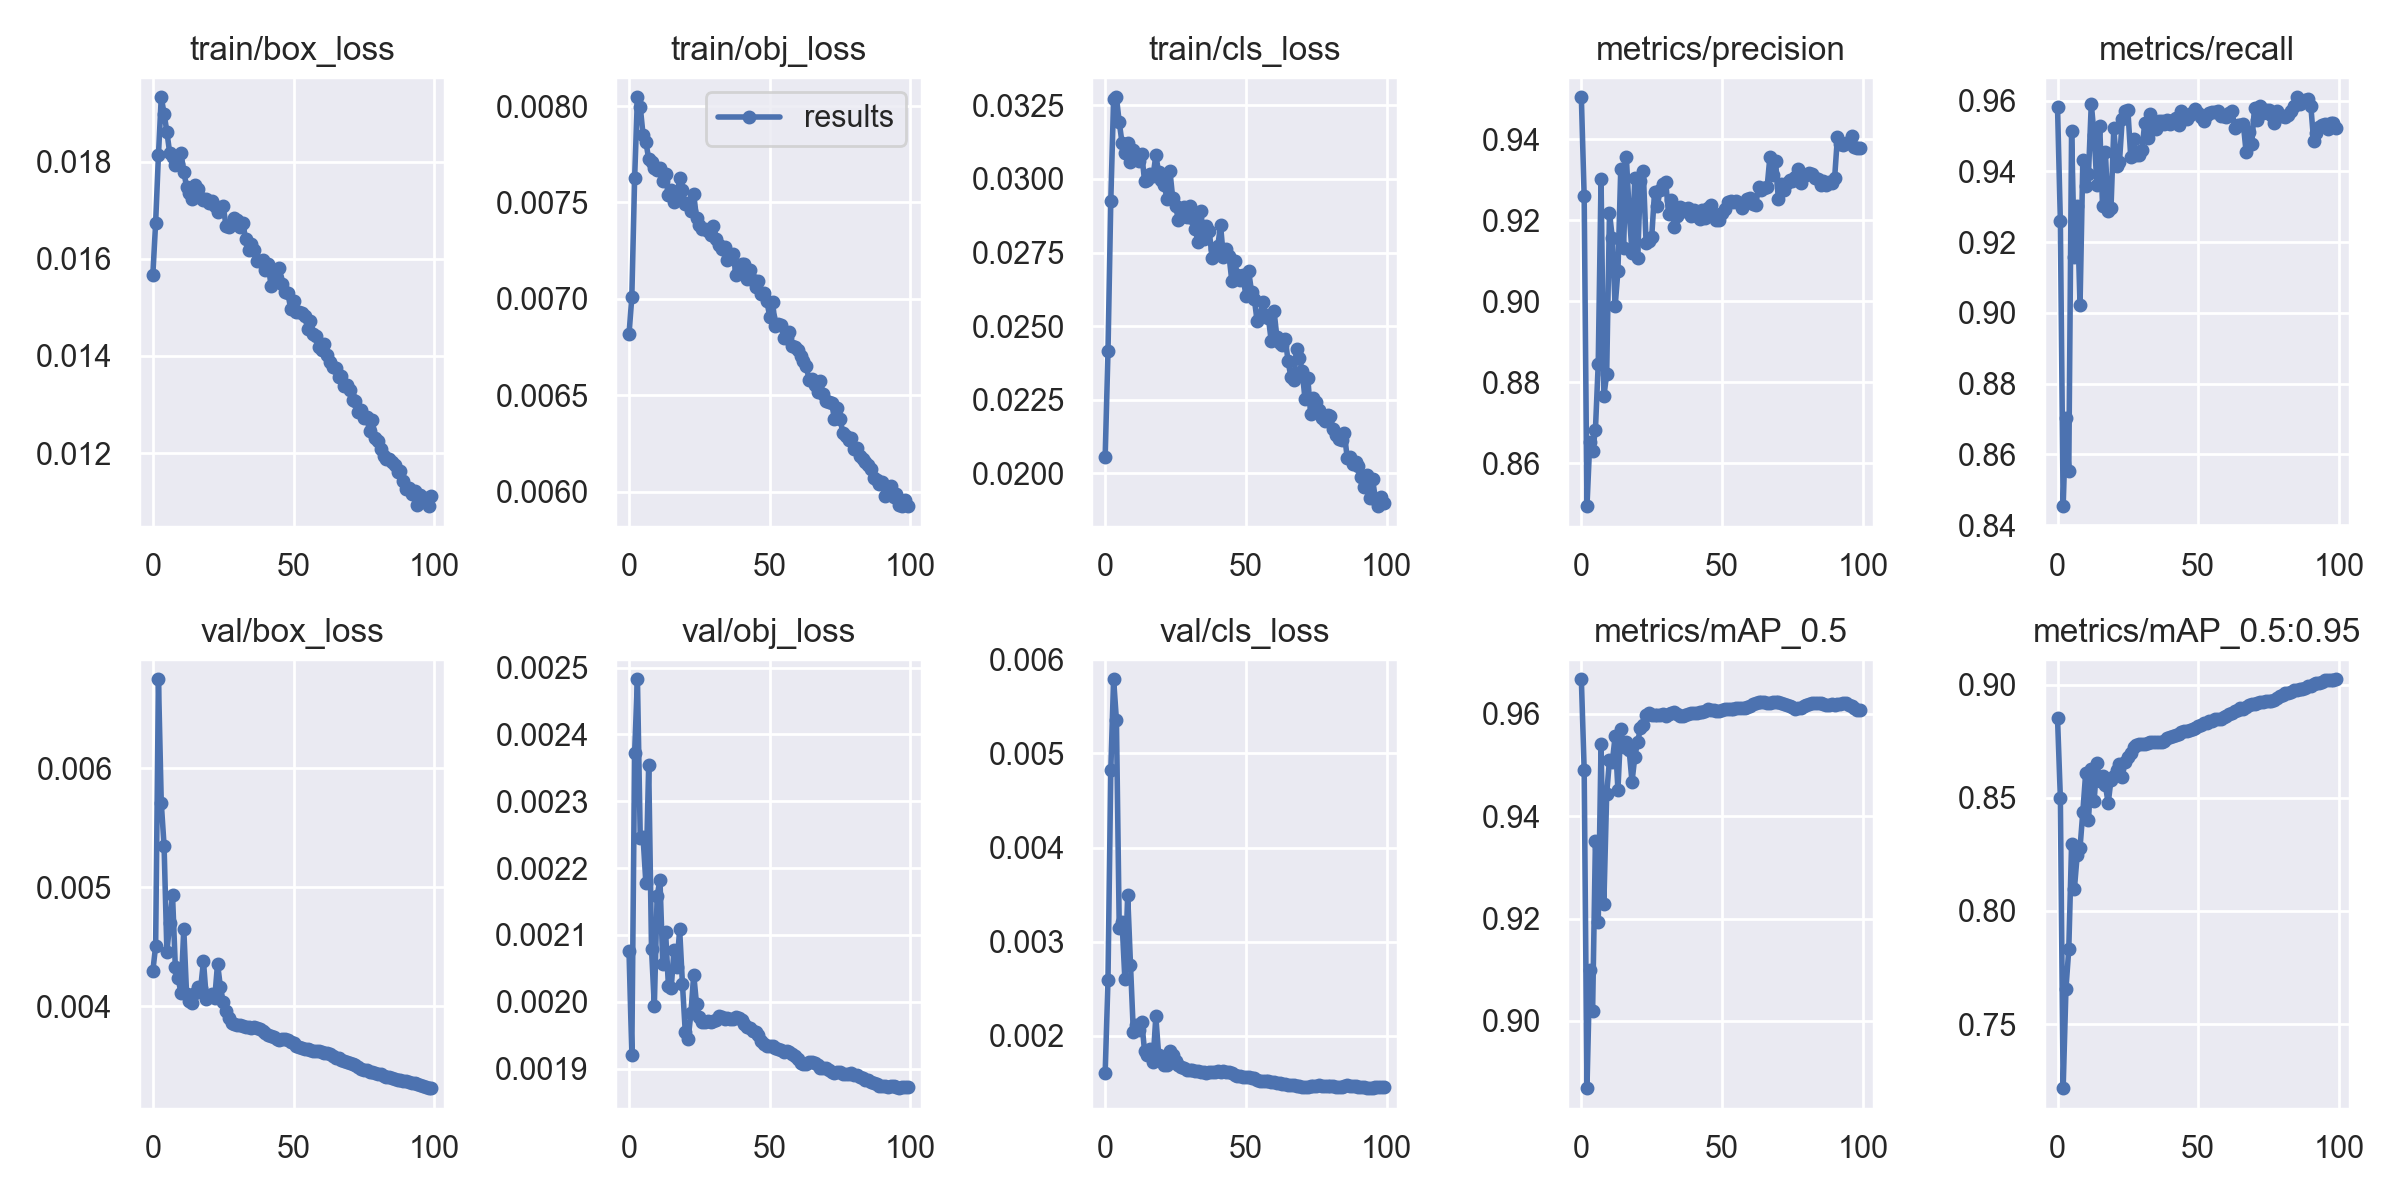 train/box_loss
0.018
0.016
0.014
0.012
0 50 100
train/obj_loss
results
0.0080
0.0075
0.0070
0.0065
0.0060
0 50 100
train/cls_loss
0.0325
0.0300
0.0275
0.0250
0.0225
0.0200
0 50 100
metrics/precision
0.94
0.92
0.90
0.88
0.86
0 50 100
metrics/recall
0.96
0.94
0.92
0.90
0.88
0.86
0.84
0 50 100
val/box_loss
0.006
0.005
0.004
0 50 100
val/obj_loss
0.0025
0.0024
0.0023
0.0022
0.0021
0.0020
0.0019
0 50 100
val/cls_loss
0.006
0.005
0.004
0.003
0.002
0 50 100
metrics/mAP_0.5
0.96
0.94
0.92
0.90
0 50 100
metrics/mAP_0.5:0.95
0.90
0.85
0.80
0.75
0 50 100